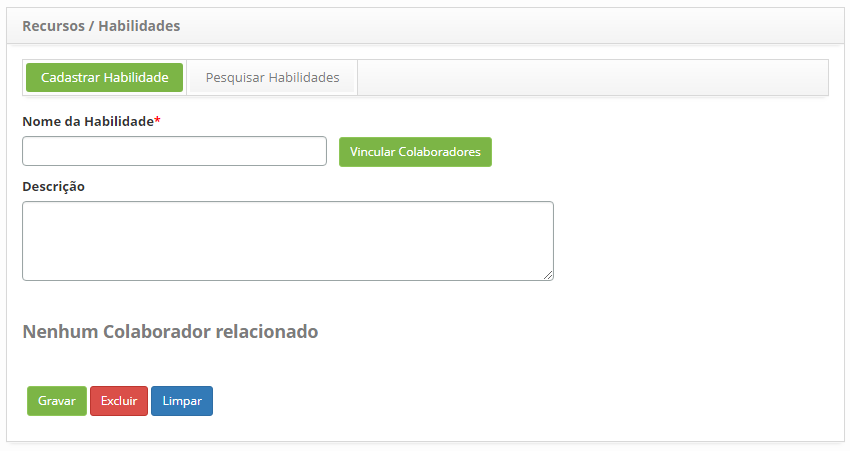 Recursos / Habilidades
Cadastrar Habilidade Pesquisar Habilidades
Nome da Habilidade*
Vincular Colaboradores
Descrição
Nenhum Colaborador relacionado
Gravar Excluir Limpar